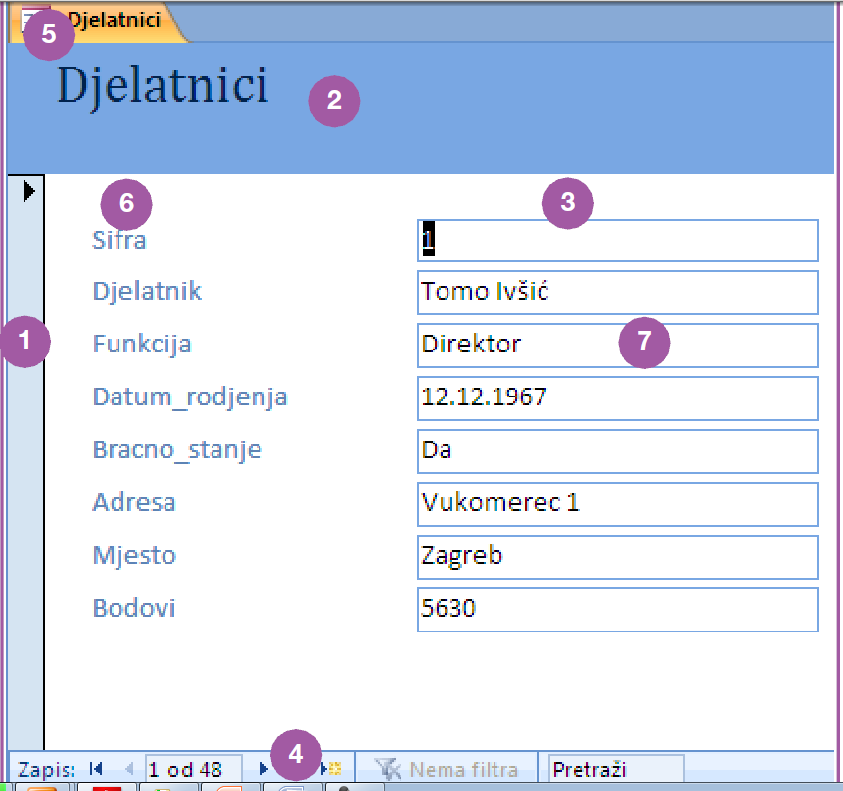 Djelatnici
5
Djelatnici
2
6
3
Sifra 1
Djelatnik Tomo Ivšić
1
Funkcija Direktor 7
Datum_rodjenja 12.12.1967
Bracno_stanje Da
Adresa Vukomerec 1
Mjesto Zagreb
Bodovi 5630
4
Zapis: 1 od 48 Nema filtra Pretraži